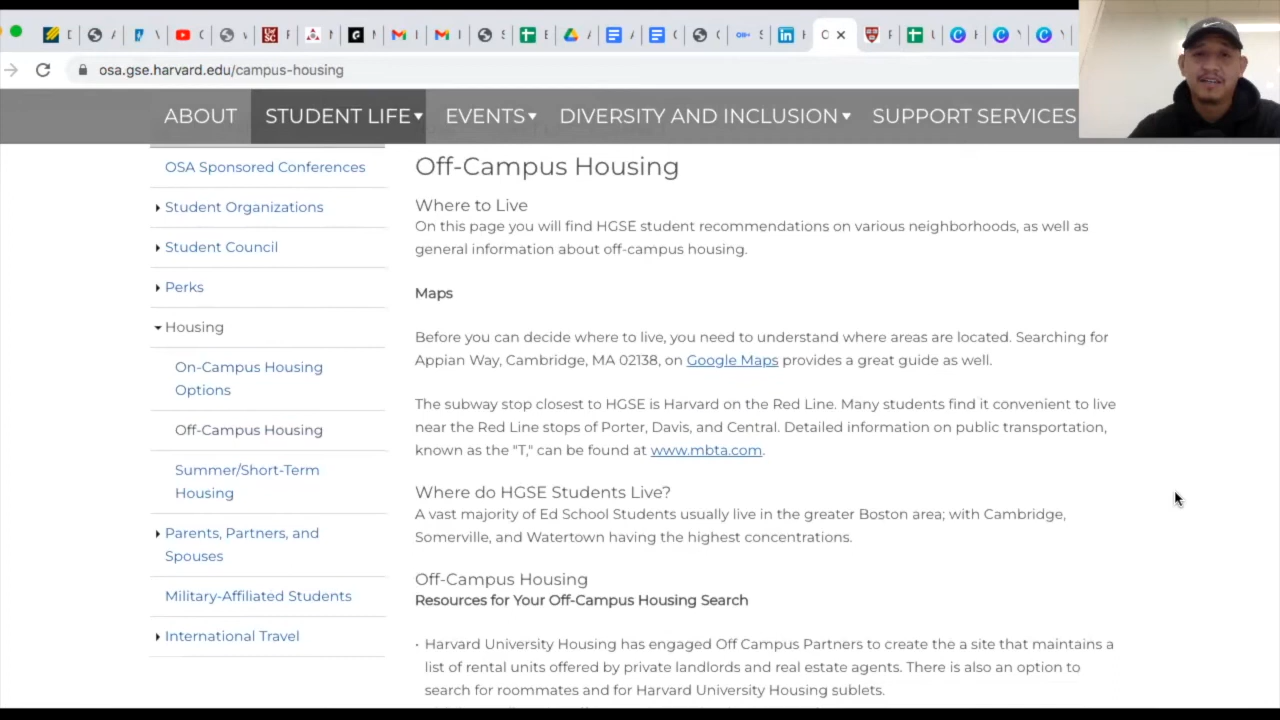 osa.gse.harvard.edu/campus-housing
ABOUT STUDENT LIFE EVENTS DIVERSITY AND INCLUSION SUPPORT SERVICES
OSA Sponsored Conferences
Student Organizations
Student Council
Perks
Housing
On-Campus Housing
Options
Off-Campus Housing
Summer/Short-Term
Housing
Parents, Partners, and
Spouses
Military-Affiliated Students
International Travel
Off-Campus Housing
Where to Live
On this page you will find HGSE student recommendations on various neighborhoods, as well as
general information about off-campus housing.
Maps
Before you can decide where to live, you need to understand where areas are located. Searching for
Appian Way, Cambridge, MA 02138, on Google Maps provides a great guide as well.
The subway stop closest to HGSE is Harvard on the Red Line. Many students find it convenient to live
near the Red Line stops of Porter, Davis, and Central. Detailed information on public transportation,
known as the "T," can be found at www.mbta.com.
Where do HGSE Students Live?
A vast majority of Ed School Students usually live in the greater Boston area; with Cambridge,
Somerville, and Watertown having the highest concentrations.
Off-Campus Housing
Resources for Your Off-Campus Housing Search
• Harvard University Housing has engaged Off Campus Partners to create the a site that maintains a
list of rental units offered by private landlords and real estate agents. There is also an option to
search for roommates and for Harvard University Housing sublets.